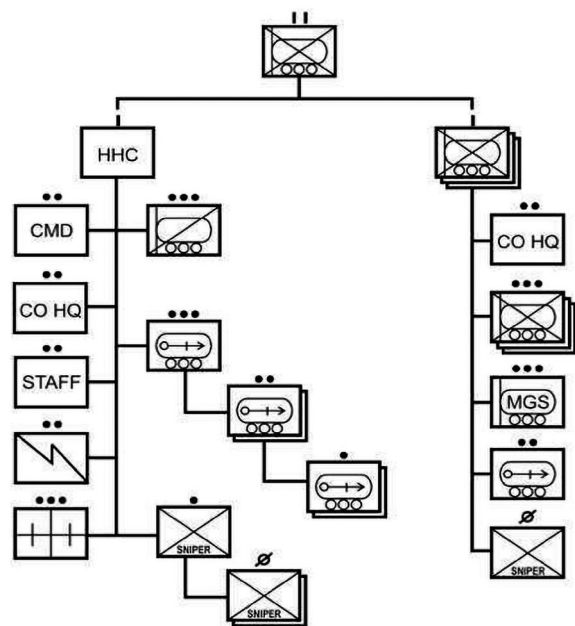 HHC
CMD
CO HQ
CO HQ
STAFF
MGS
SNIPER
SNIPER
SNIPER